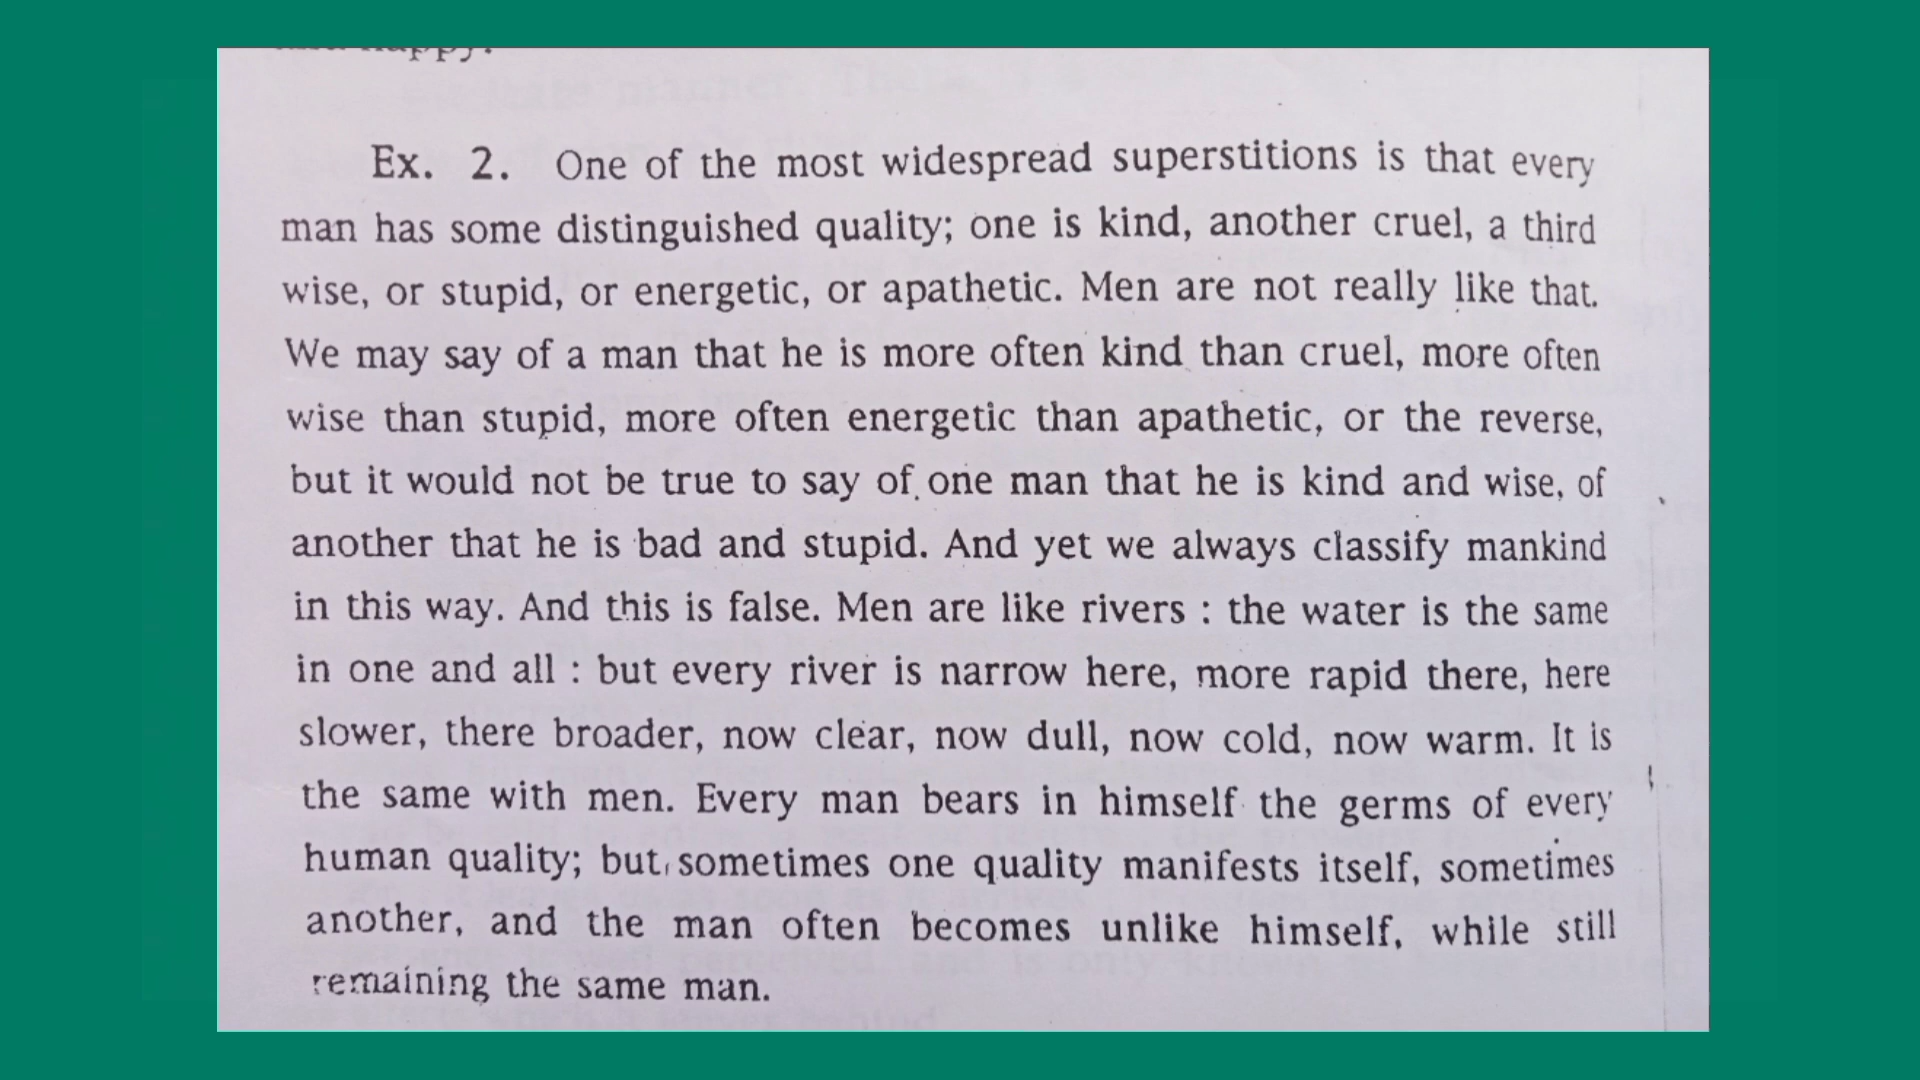 Ex. 2. One of the most widespread superstitions is that every
man has some distinguished quality; one is kind, another cruel, a third
wise, or stupid, or energetic, or apathetic. Men are not really like that.
We may say of a man that he is more often kind than cruel, more often
wise than stupid, more often energetic than apathetic, or the reverse,
but it would not be true to say of one man that he is kind and wise, of
another that he is bad and stupid. And yet we always classify mankind
in this way. And this is false. Men are like rivers : the water is the same
in one and all : but every river is narrow here, more rapid there, here
slower, there broader, now clear, now dull, now cold, now warm. It is
the same with men. Every man bears in himself the germs of every
human quality; but, sometimes one quality manifests itself, sometimes
another, and the man often becomes unlike himself, while still
remaining the same man.